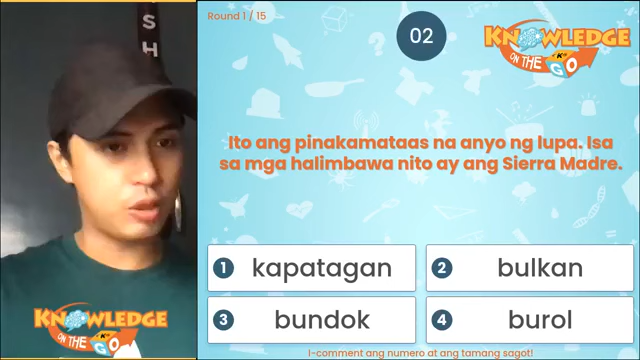 SH
Round 1 / 15
02
KNOWLEDGE
ON THE GO
Ito ang pinakamataas na anyo ng lupa. Isa
sa mga halimbawa nito ay ang Sierra Madre.
1 kapatagan
2 bulkan
3 bundok
4 burol
KNOWLEDGE
ON THE GO
I-comment ang numero at ang tamang sagot!